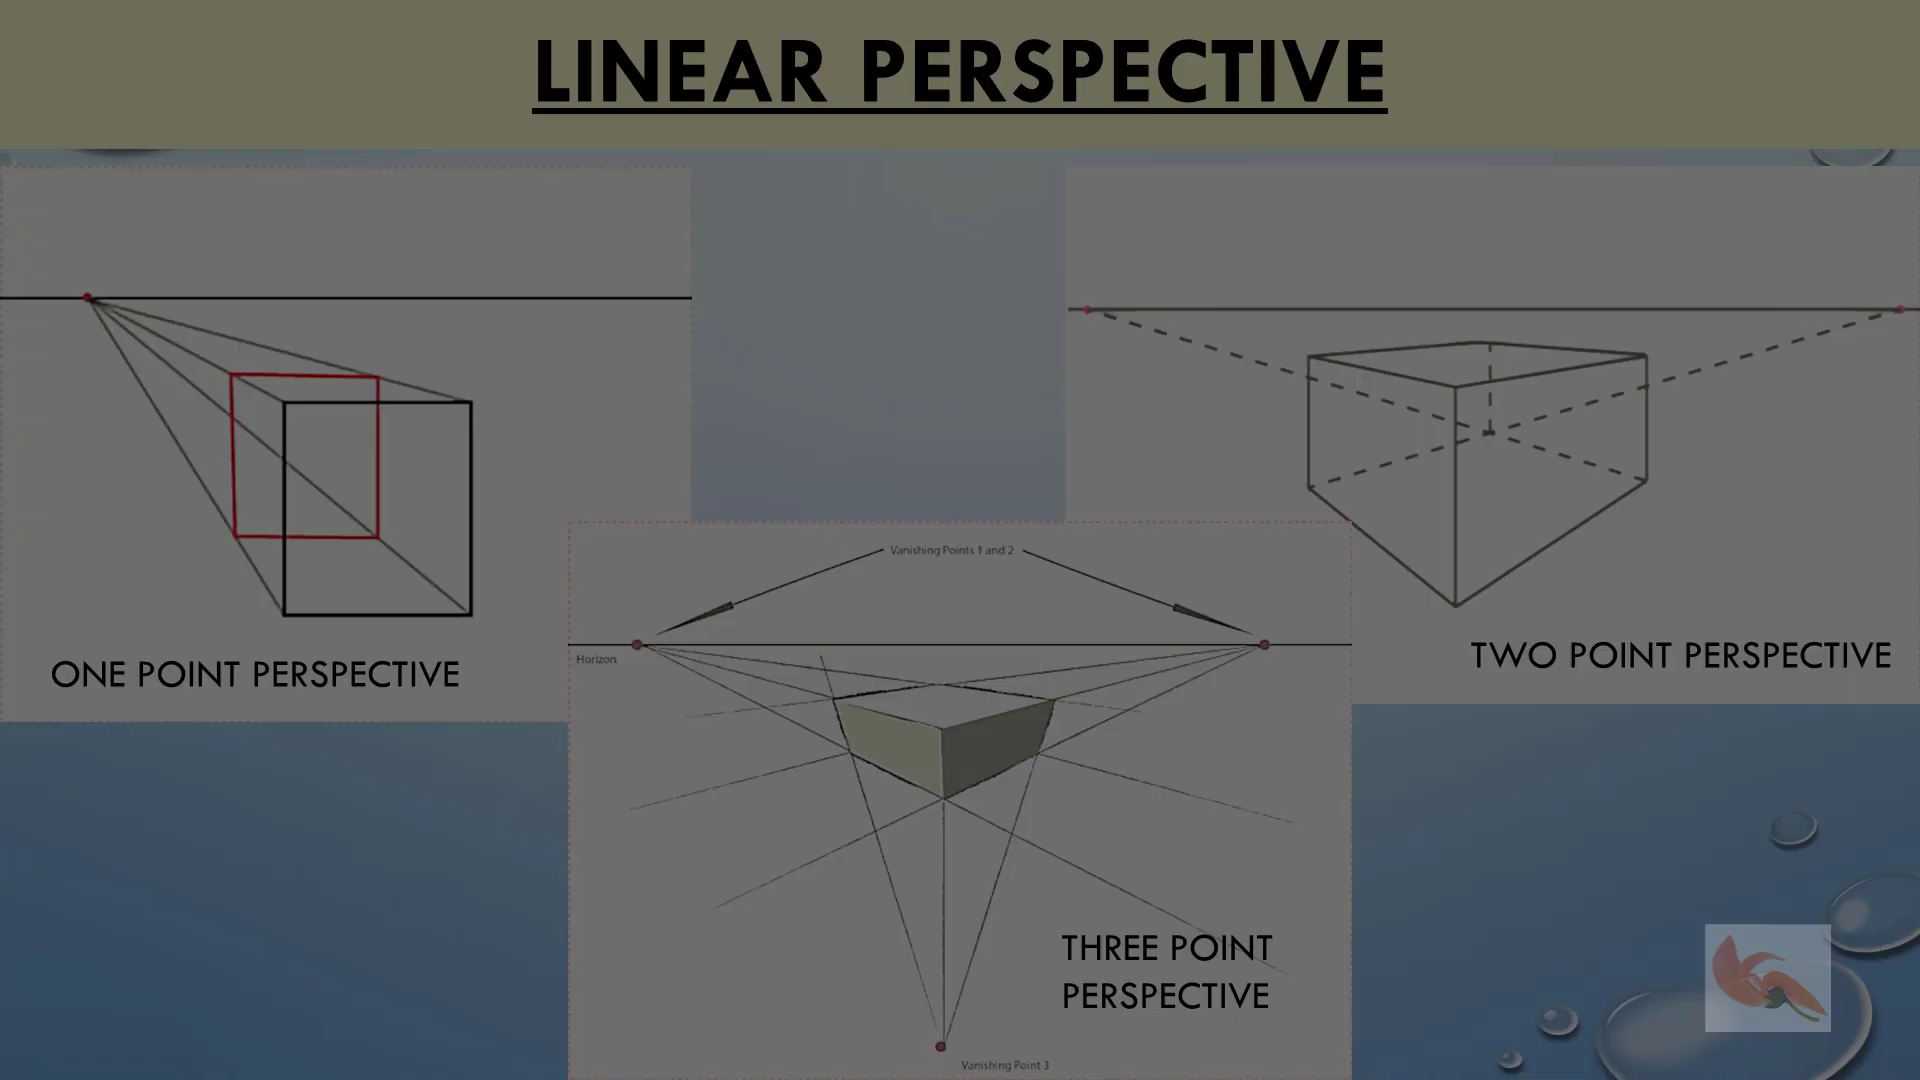 LINEAR PERSPECTIVE
ONE POINT PERSPECTIVE
TWO POINT PERSPECTIVE
Vanishing Points 1 and 2
Horizon
THREE POINT
PERSPECTIVE
Vanishing Point 3